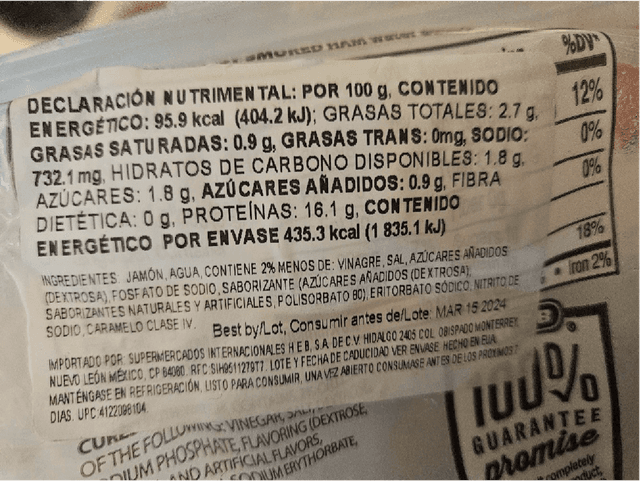 SMOKED HAM
%DV*
DECLARACIÓN NUTRIMENTAL: POR 100 g, CONTENIDO
ENERGÉTICO: 95.9 kcal (404.2 kJ); GRASAS TOTALES: 2.7 g,
GRASAS SATURADAS: 0.9 g, GRASAS TRANS: 0mg, SODIO:
732.1 mg, HIDRATOS DE CARBONO DISPONIBLES: 1.8 g,
AZÚCARES: 1.8 g, AZÚCARES AÑADIDOS: 0.9 g, FIBRA
DIETÉTICA: 0 g, PROTEÍNAS: 16.1 g, CONTENIDO
ENERGÉTICO POR ENVASE 435.3 kcal (1 835.1 kJ)
12%
0%
0%
18%
Iron 2%
INGREDIENTES: JAMÓN, AGUA, CONTIENE 2% MENOS DE: VINAGRE, SAL, AZÚCARES AÑADIDOS
(DEXTROSA), FOSFATO DE SODIO, SABORIZANTE (AZÚCARES AÑADIDOS (DEXTROSA),
SABORIZANTES NATURALES Y ARTIFICIALES, POLISORBATO 80), ERITORBATO SÓDICO, NITRITO DE
SODIO, CARAMELO CLASE IV.
Best by/Lot, Consumir antes de/Lote: MAR 15 2024
IMPORTADO POR: SUPERMERCADOS INTERNACIONALES H E B, S.A. DE C.V. HIDALGO 2405 COL. OBISPADO MONTERREY,
NUEVO LEÓN MÉXICO, CP 64060. RFC SIH9511279T7. LOTE Y FECHA DE CADUCIDAD VER ENVASE. HECHO EN EUA.
MANTÉNGASE EN REFRIGERACIÓN, LISTO PARA CONSUMIR, UNA VEZ ABIERTO CONSUMASE ANTES DE LOS PRÓXIMOS 7
DIAS. UPC 4122098104
OF THE FOLLOWING: VINEGAR,
PHOSPHATE, FLAVORING (DEXTROSE,
AND ARTIFICIAL FLAVORS,
SODIUM ERYTHORBATE,
100%
GUARANTEE
promise
completely